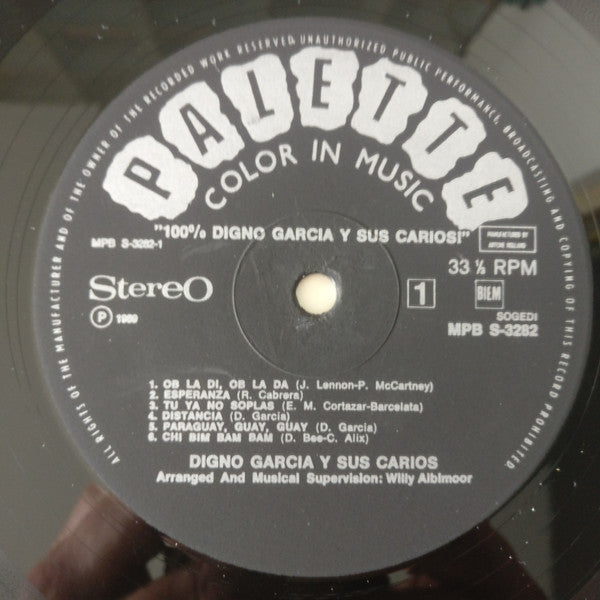 ALL RIGHTS OF THE MANUFACTURER AND OF THE OWNER OF THE RECORDED WORK RESERVED. UNAUTHORIZED PUBLIC PERFORMANCE, BROADCASTING AND COPYING OF THIS RECORD PROHIBITED.
PALETTE
COLOR IN MUSIC
"100% DIGNO GARCIA Y SUS CARIOS!"
MANUFACTURED BY
MPB S-3282-1
33 ⅓ RPM
StereO
1
BIEM
P 1969
SOGEDI
MPB S-3282
1. OB LA DI, OB LA DA (J. Lennon-P. McCartney)
2. ESPERANZA (R. Cabrera)
3. TU YA NO SOPLAS (E. M. Cortazar-Barcelata)
4. DISTANCIA (D. Garcia)
5. PARAGUAY, GUAY, GUAY (D. Garcia)
6. CHI BIM BAM BAM (D. Bee-C. Alix)
DIGNO GARCIA Y SUS CARIOS
Arranged And Musical Supervision: Willy Albimoor